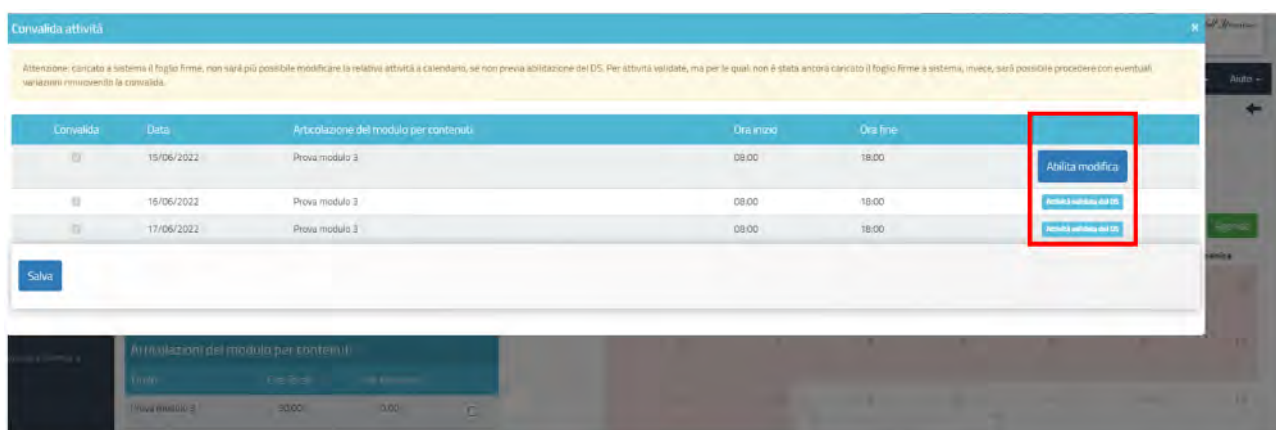 Convalida attività
×
Attenzione: caricato a sistema il foglio firme, non sarà più possibile modificare la relativa attività a calendario, se non previa abilitazione del DS. Per attività validate, ma per le quali non è stata ancora caricato il foglio firme a sistema, invece, sarà possibile procedere con eventuali
variazioni rimuovendo la convalida.
Aiuto
Convalida Data Articolazione del modulo per contenuti Ora inizio Ora fine
15/06/2022 Prova modulo 3 08:00 18:00 Abilita modifica
16/06/2022 Prova modulo 3 08:00 18:00 Attività validata dal DS
17/06/2022 Prova modulo 3 08:00 18:00 Attività validata dal DS
Salva
Articolazioni del modulo per contenuti
Prova modulo 3 30:00 0:00